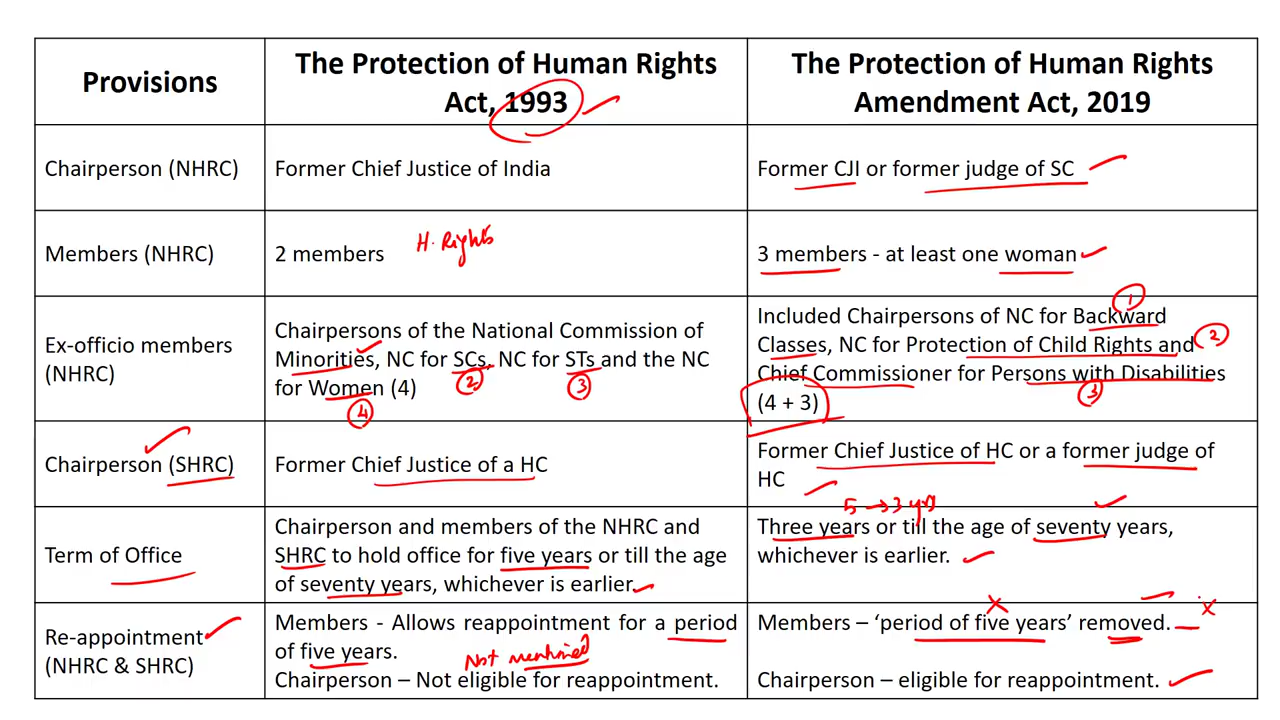 Provisions
The Protection of Human Rights
Act, 1993
The Protection of Human Rights
Amendment Act, 2019
Chairperson (NHRC)
Former Chief Justice of India
Former CJI or former judge of SC
Members (NHRC)
2 members
H. Rights
3 members - at least one woman
Ex-officio members
(NHRC)
Chairpersons of the National Commission of
Minorities, NC for SCs, NC for STs and the NC
for Women (4)
2
3
4
1
Included Chairpersons of NC for Backward
Classes, NC for Protection of Child Rights and
2
Chief Commissioner for Persons with Disabilities
3
(4 + 3)
Chairperson (SHRC)
Former Chief Justice of a HC
Former Chief Justice of HC or a former judge of
HC
Term of Office
Chairperson and members of the NHRC and
SHRC to hold office for five years or till the age
of seventy years, whichever is earlier.
5 → 3 yrs
Three years or till the age of seventy years,
whichever is earlier.
Re-appointment
(NHRC & SHRC)
Members - Allows reappointment for a period
of five years.
Not mentioned
Chairperson – Not eligible for reappointment.
x
x
Members – ‘period of five years’ removed.
Chairperson – eligible for reappointment.